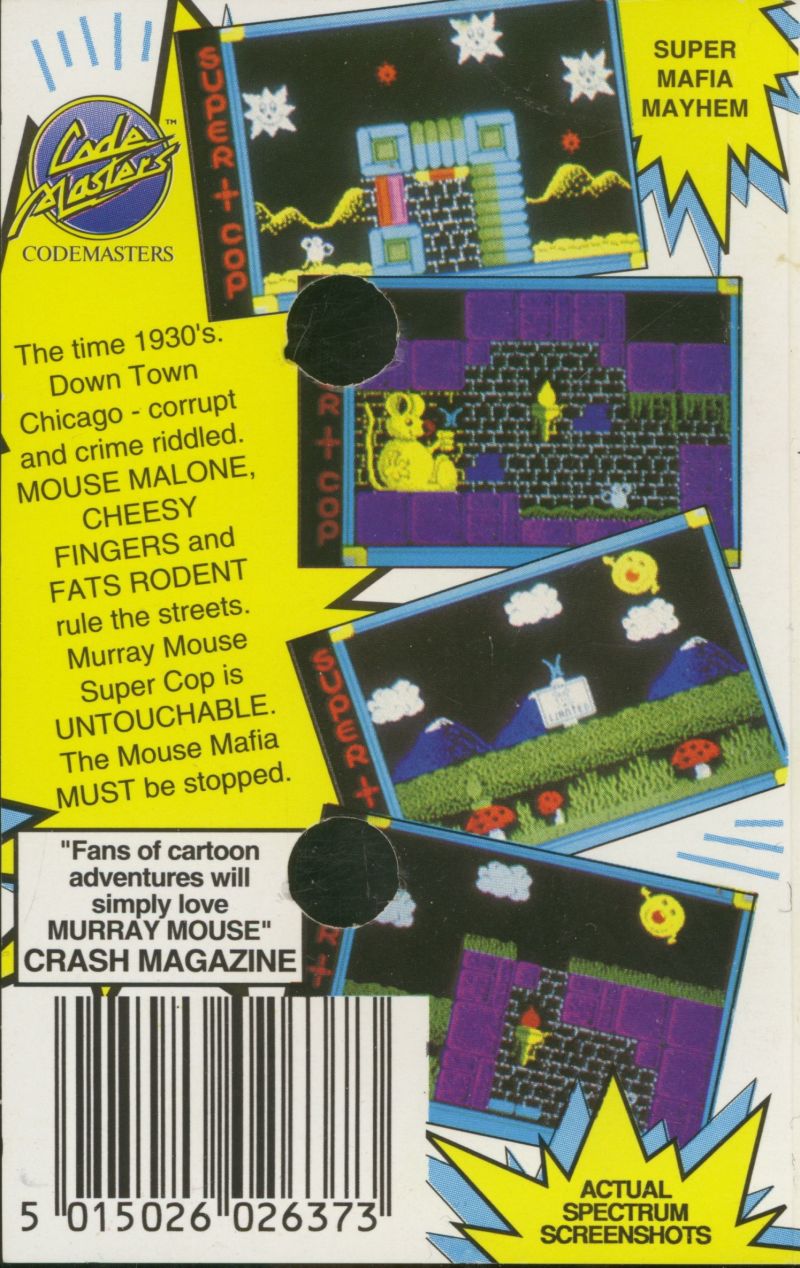 SUPER
MAFIA
MAYHEM
Code
Masters
TM
CODEMASTERS
SUPER COP
The time 1930's.
Down Town
Chicago - corrupt
and crime riddled.
MOUSE MALONE,
CHEESY
FINGERS and
FATS RODENT
rule the streets.
Murray Mouse
Super Cop is
UNTOUCHABLE.
The Mouse Mafia
MUST be stopped.
R COP
SUPER
R
"Fans of cartoon
adventures will
simply love
MURRAY MOUSE"
CRASH MAGAZINE
5 015026 026373
ACTUAL
SPECTRUM
SCREENSHOTS